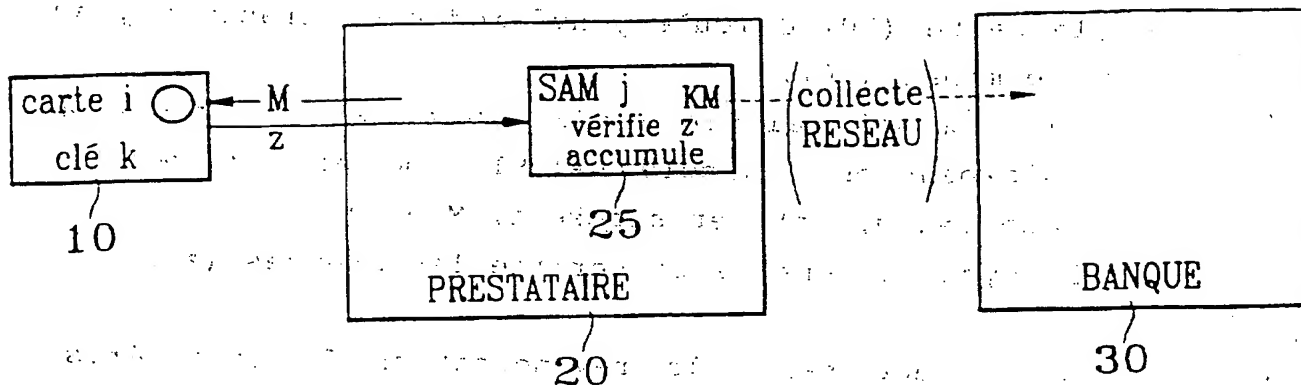 carte i
clé k
10
M
z
SAM j KM
vérifie z
accumule
25
PRESTATAIRE
20
(collecte
RESEAU)
BANQUE
30